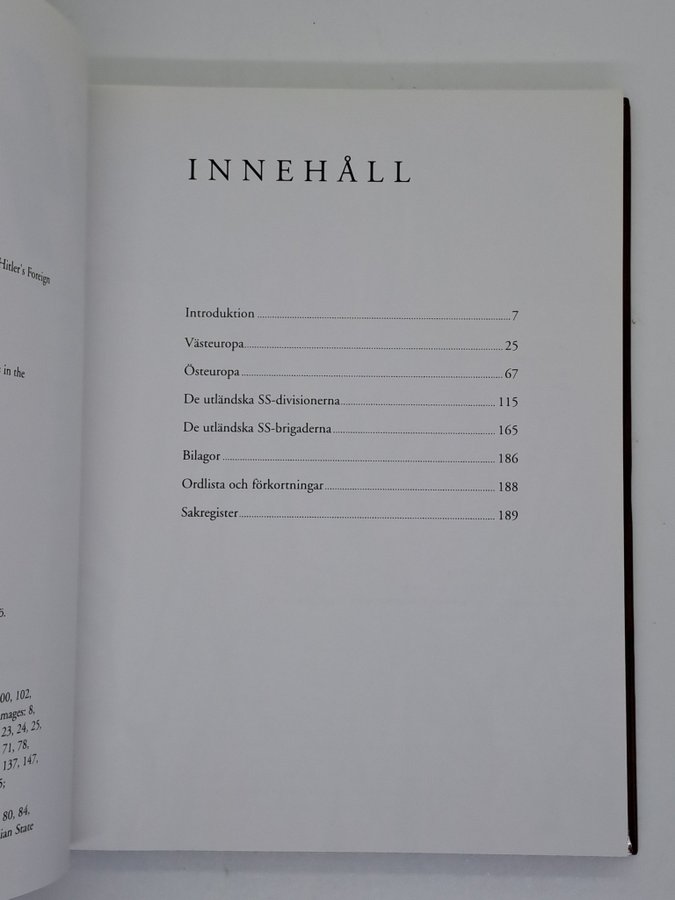 Hitler's Foreign
in the
00, 102,
mages: 8,
23, 24, 25,
71, 78,
137, 147,
80, 84,
ian State
INNEHÅLL
Introduktion 7
Västeuropa 25
Östeuropa 67
De utländska SS-divisionerna 115
De utländska SS-brigaderna 165
Bilagor 186
Ordlista och förkortningar 188
Sakregister 189